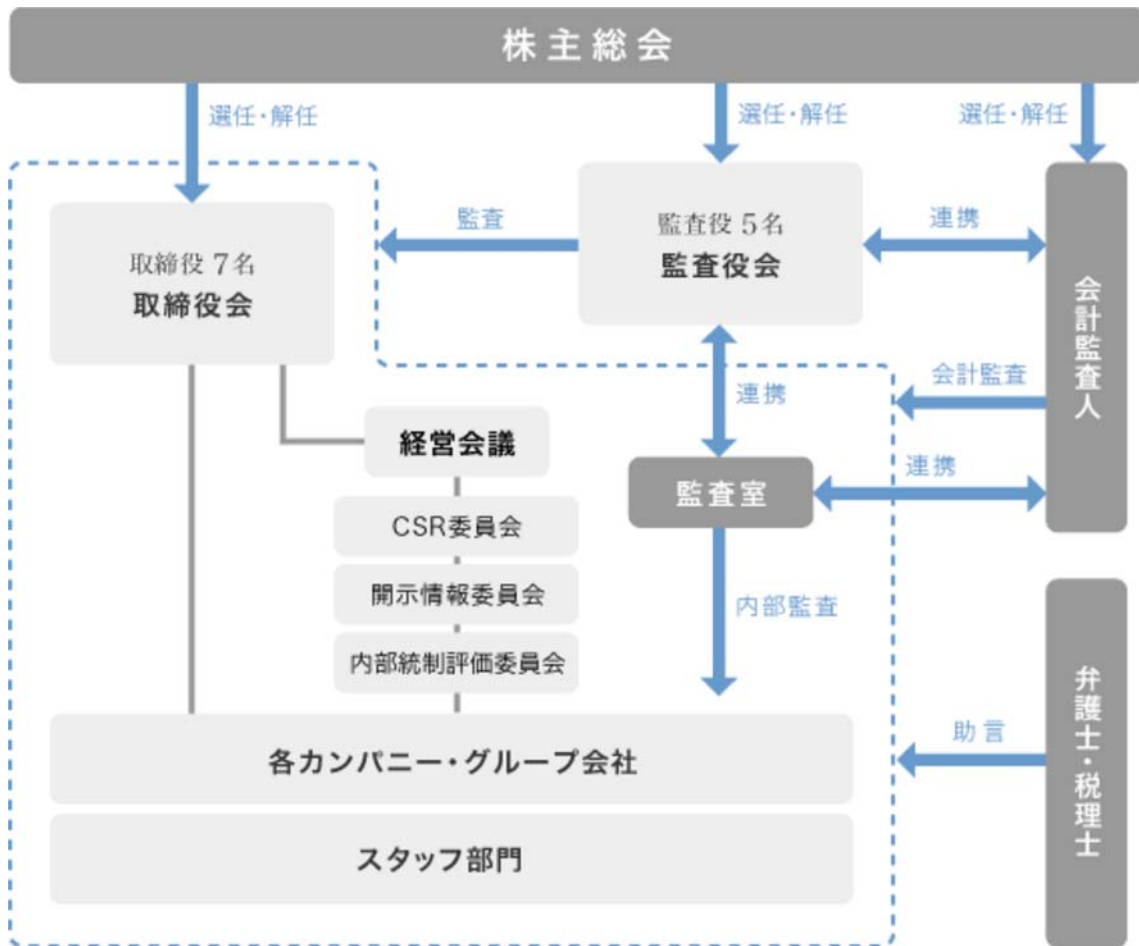 株主総会
選任・解任
選任・解任
選任・解任
取締役 7名
取締役会
監査
監査役 5名
監査役会
連携
会計監査人
連携
会計監査
経営会議
監査室
連携
CSR委員会
開示情報委員会
内部統制評価委員会
内部監査
各カンパニー・グループ会社
スタッフ部門
助言
弁護士・税理士